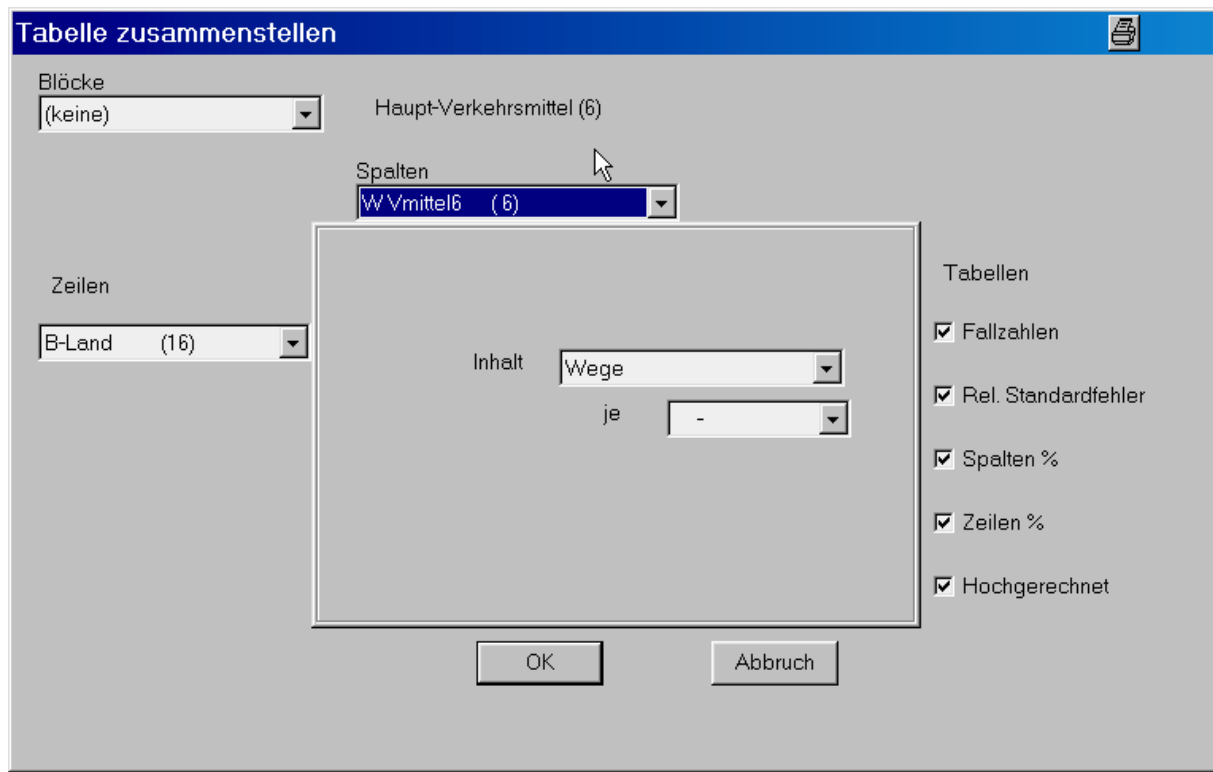 Tabelle zusammenstellen
Blöcke
(keine)
Haupt-Verkehrsmittel (6)
Spalten
W Vmittel6 (6)
Zeilen
B-Land (16)
Inhalt Wege
je -
Tabellen
Fallzahlen
Rel. Standardfehler
Spalten %
Zeilen %
Hochgerechnet
OK Abbruch